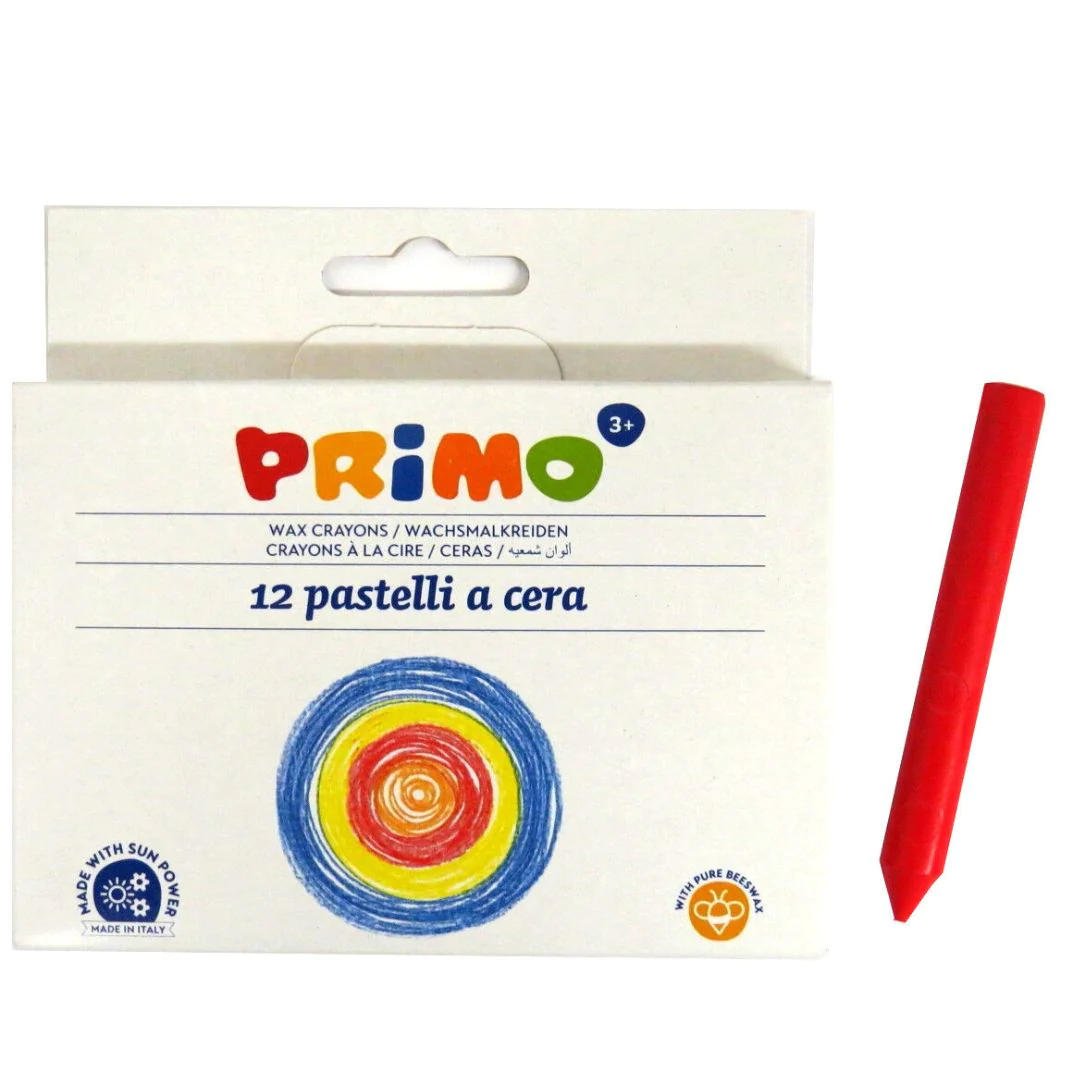 PRiMO 3+
WAX CRAYONS / WACHSMALKREIDEN
CRAYONS À LA CIRE / CERAS / ألوان شمعيه
12 pastelli a cera
MADE WITH SUN POWER
MADE IN ITALY
WITH PURE BEESWAX